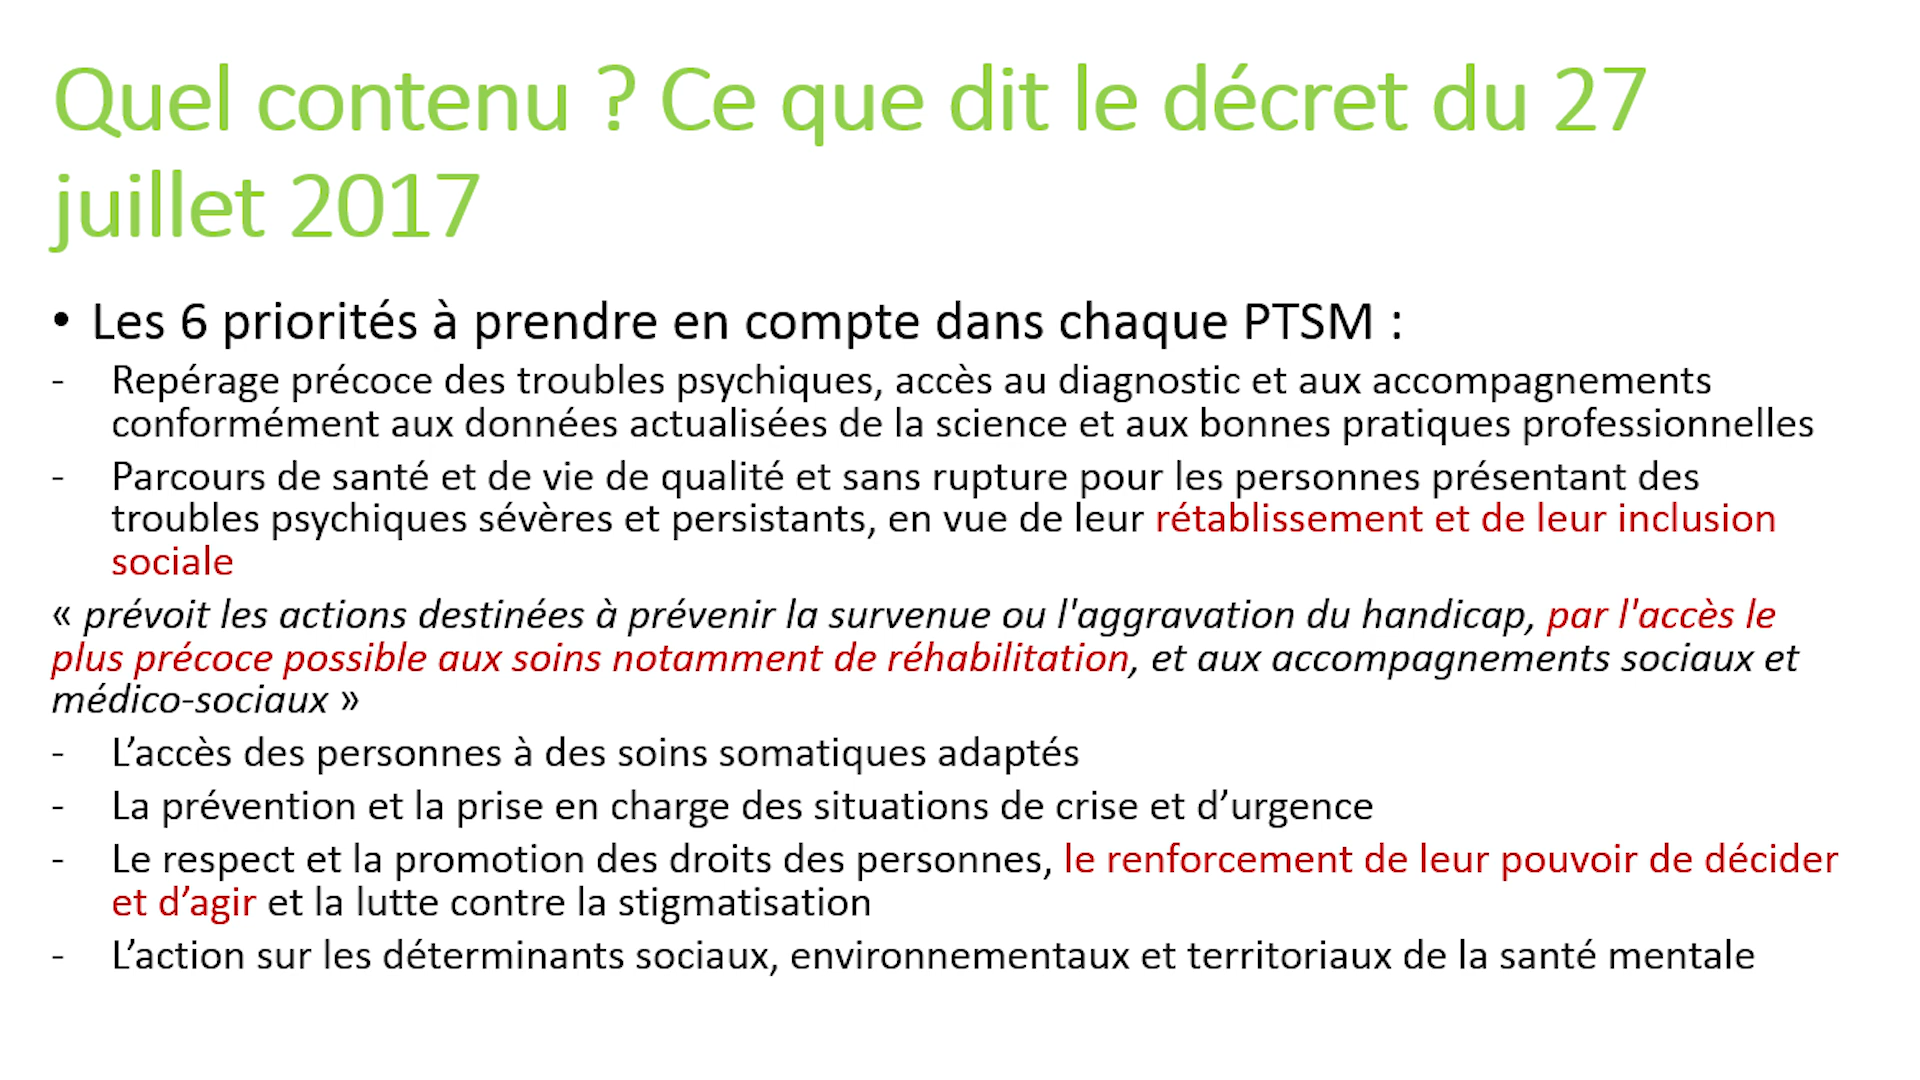 Quel contenu ? Ce que dit le décret du 27
juillet 2017
• Les 6 priorités à prendre en compte dans chaque PTSM :
- Repérage précoce des troubles psychiques, accès au diagnostic et aux accompagnements
conformément aux données actualisées de la science et aux bonnes pratiques professionnelles
- Parcours de santé et de vie de qualité et sans rupture pour les personnes présentant des
troubles psychiques sévères et persistants, en vue de leur rétablissement et de leur inclusion
sociale
« prévoit les actions destinées à prévenir la survenue ou l'aggravation du handicap, par l'accès le
plus précoce possible aux soins notamment de réhabilitation, et aux accompagnements sociaux et
médico-sociaux »
- L’accès des personnes à des soins somatiques adaptés
- La prévention et la prise en charge des situations de crise et d’urgence
- Le respect et la promotion des droits des personnes, le renforcement de leur pouvoir de décider
et d’agir et la lutte contre la stigmatisation
- L’action sur les déterminants sociaux, environnementaux et territoriaux de la santé mentale